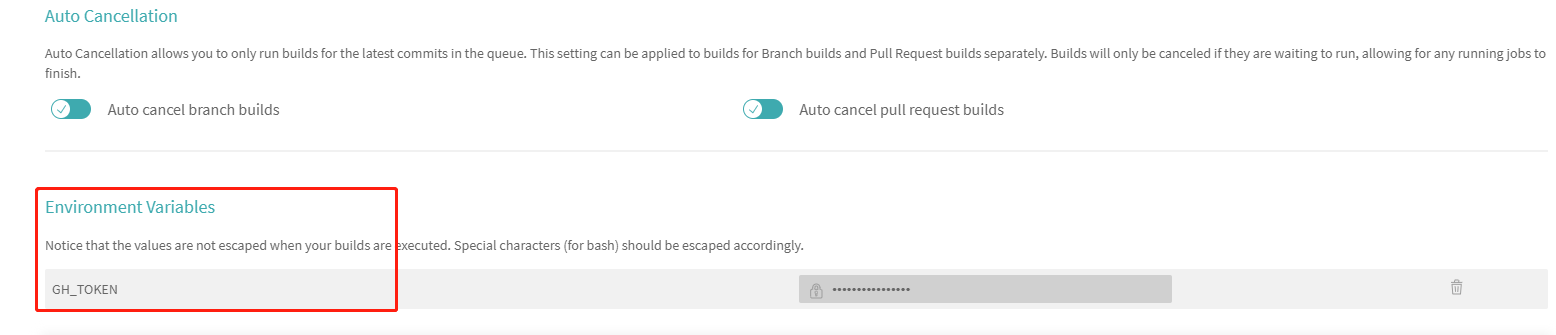 Auto Cancellation
Auto Cancellation allows you to only run builds for the latest commits in the queue. This setting can be applied to builds for Branch builds and Pull Request builds separately. Builds will only be canceled if they are waiting to run, allowing for any running jobs to
finish.
Auto cancel branch builds
Auto cancel pull request builds
Environment Variables
Notice that the values are not escaped when your builds are executed. Special characters (for bash) should be escaped accordingly.
GH_TOKEN ••••••••••••••••